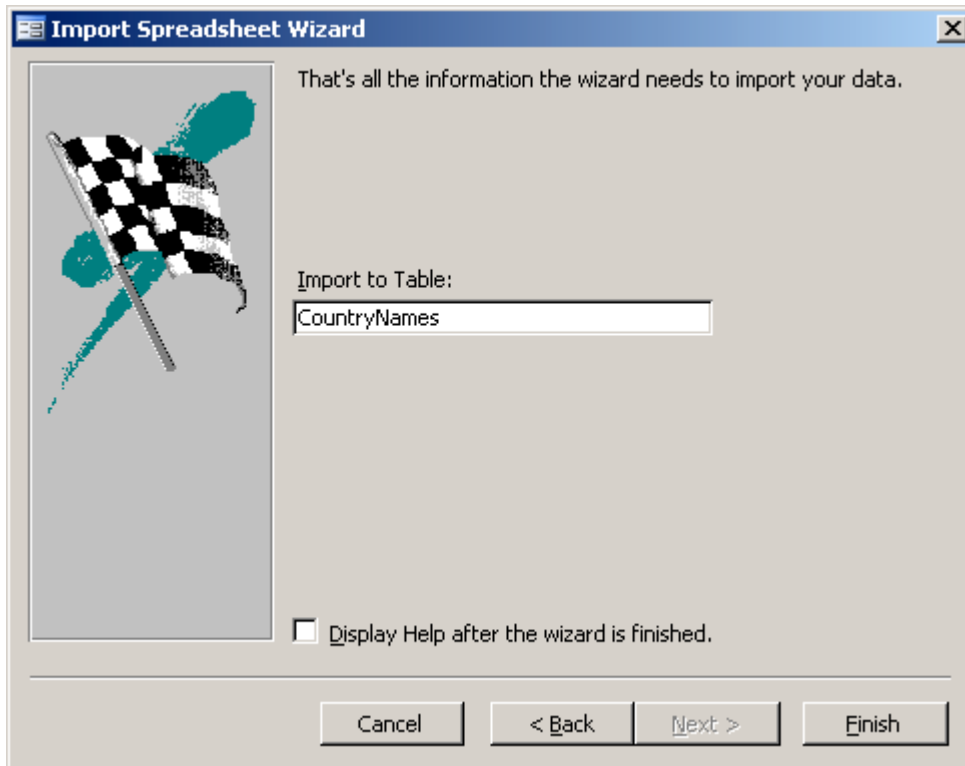 Import Spreadsheet Wizard
That's all the information the wizard needs to import your data.
Import to Table:
CountryNames
Display Help after the wizard is finished.
Cancel
< Back
Next >
Finish